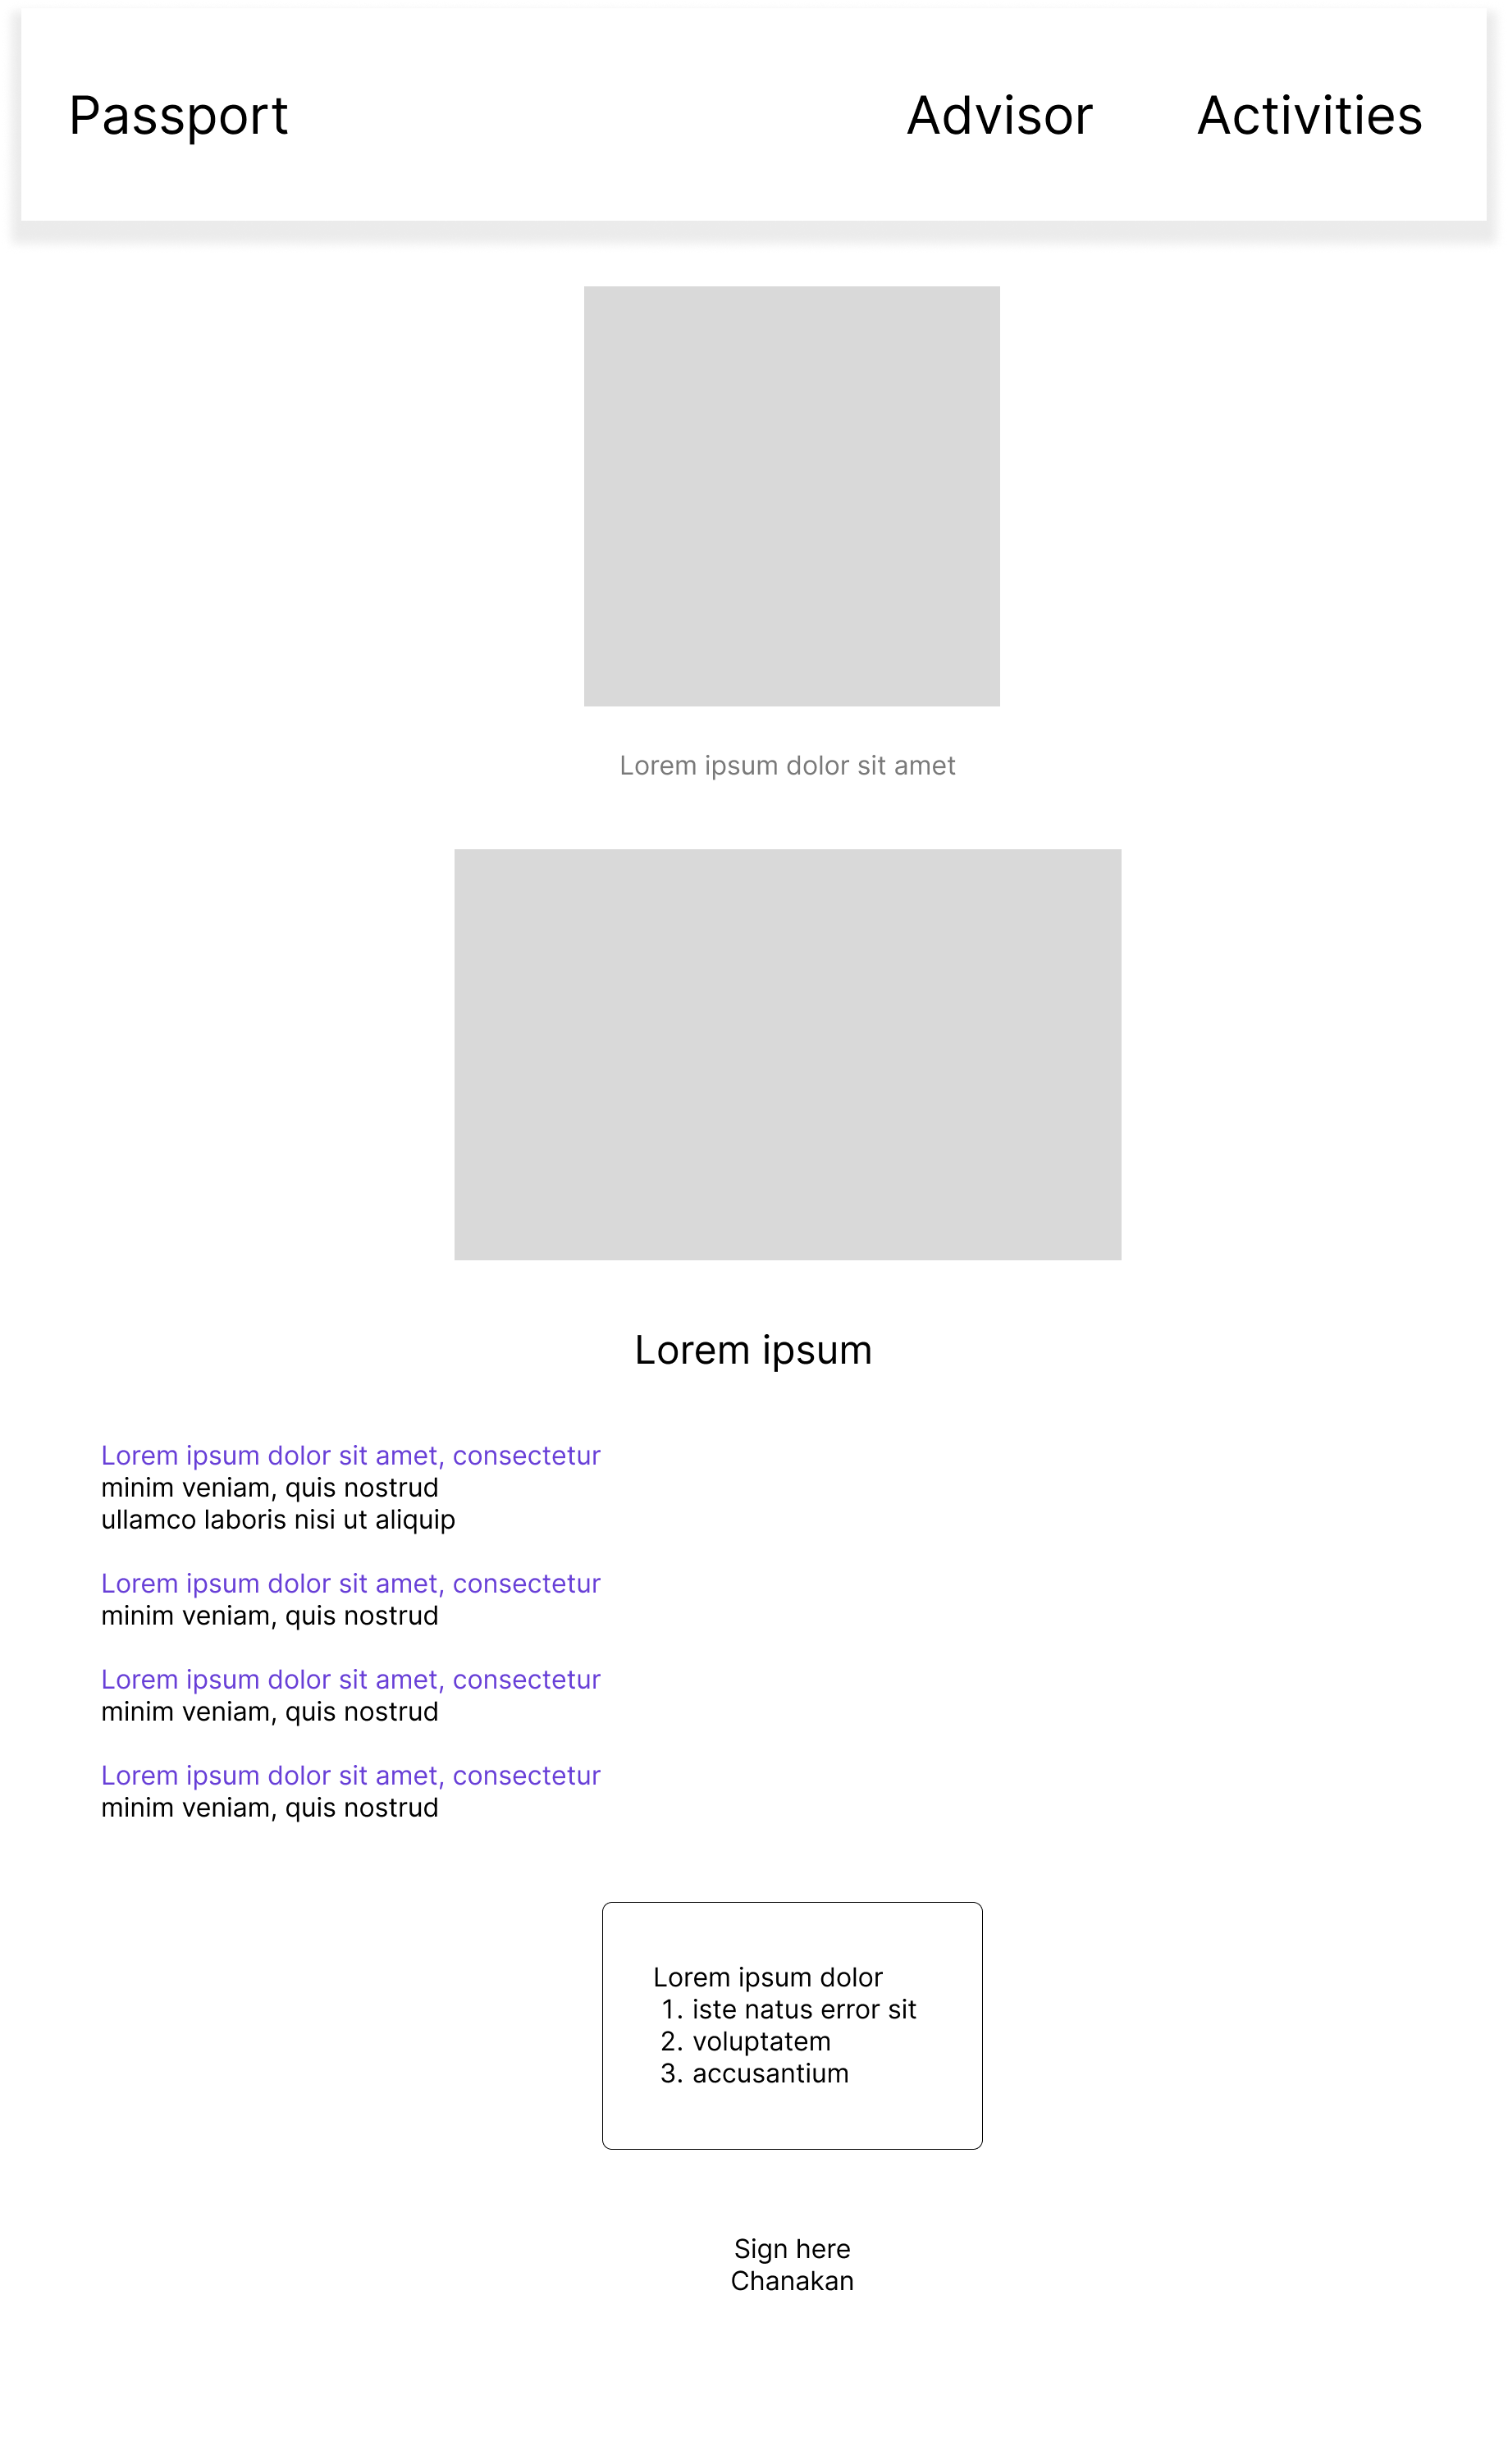 Passport Advisor Activities
Lorem ipsum dolor sit amet
Lorem ipsum
Lorem ipsum dolor sit amet, consectetur
minim veniam, quis nostrud
ullamco laboris nisi ut aliquip
Lorem ipsum dolor sit amet, consectetur
minim veniam, quis nostrud
Lorem ipsum dolor sit amet, consectetur
minim veniam, quis nostrud
Lorem ipsum dolor sit amet, consectetur
minim veniam, quis nostrud
Lorem ipsum dolor
1. iste natus error sit
2. voluptatem
3. accusantium
Sign here
Chanakan